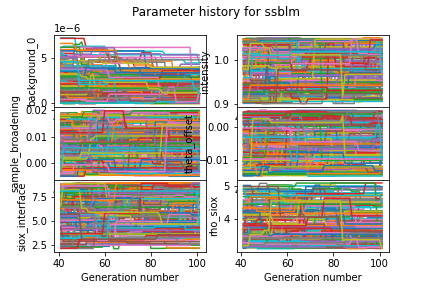 Parameter history for ssblm
1e−6
background_0
5
0
intensity
1.0
0.9
sample_broadening
0.02
0.01
0.00
theta_offset
0.00
−0.01
siox_interface
7.5
5.0
2.5
rho_siox
5
4
40 60 80 100
40 60 80 100
Generation number
Generation number